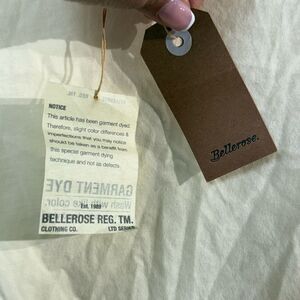 NOTICE
This article has been garment dyed.
Therefore, slight color differences &
imperfections that you may notice
should be taken as a benefit from
this special garment dying
technique and not as defects.
GARMENT DYE
Wash with like color.
Est. 1989
BELLEROSE REG. TM.
CLOTHING CO. LTD SERIES
Bellerose.